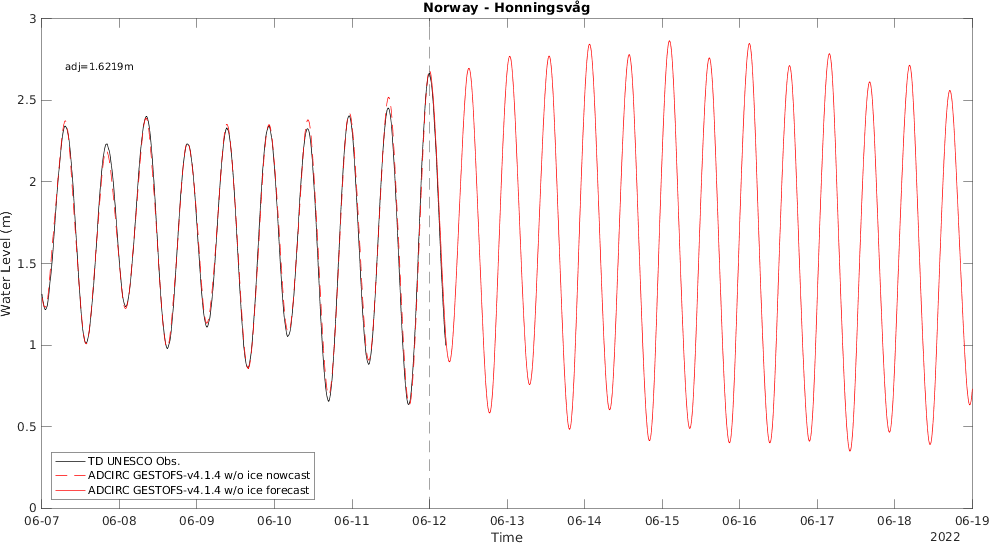 Norway - Honningsvåg
3
adj=1.6219m
2.5
2
1.5
1
0.5
0
Water Level (m)
TD UNESCO Obs.
ADCIRC GESTOFS-v4.1.4 w/o ice nowcast
ADCIRC GESTOFS-v4.1.4 w/o ice forecast
06-07 06-08 06-09 06-10 06-11 06-12 06-13 06-14 06-15 06-16 06-17 06-18 06-19
Time
2022